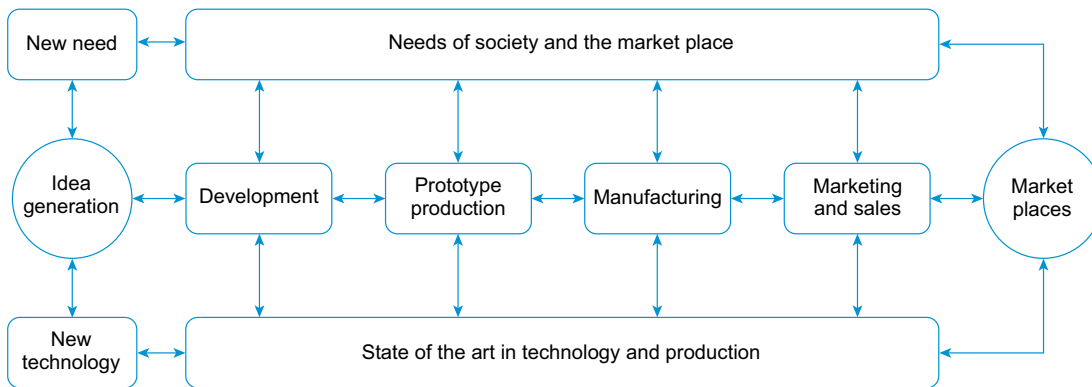 New need
Needs of society and the market place
Idea
generation
Development
Prototype
production
Manufacturing
Marketing
and sales
Market
places
New
technology
State of the art in technology and production